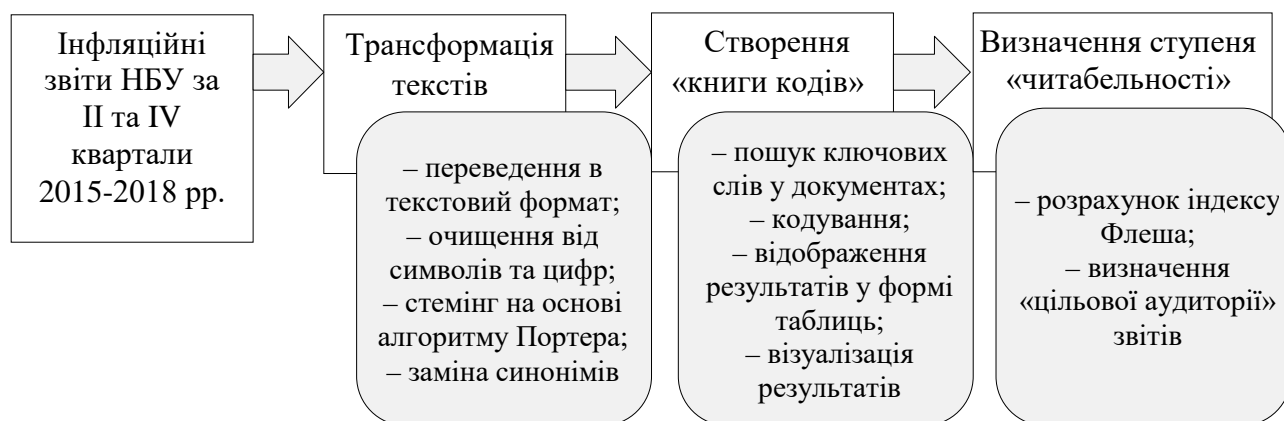 Інфляційні
звіти НБУ за
ІІ та IV
квартали
2015-2018 рр.
Трансформація
текстів
– переведення в
текстовий формат;
– очищення від
символів та цифр;
– стемінг на основі
алгоритму Портера;
– заміна синонімів
Створення
«книги кодів»
– пошук ключових
слів у документах;
– кодування;
– відображення
результатів у формі
таблиць;
– візуалізація
результатів
Визначення ступеня
«читабельності»
– розрахунок індексу
Флеша;
– визначення
«цільової аудиторії»
звітів